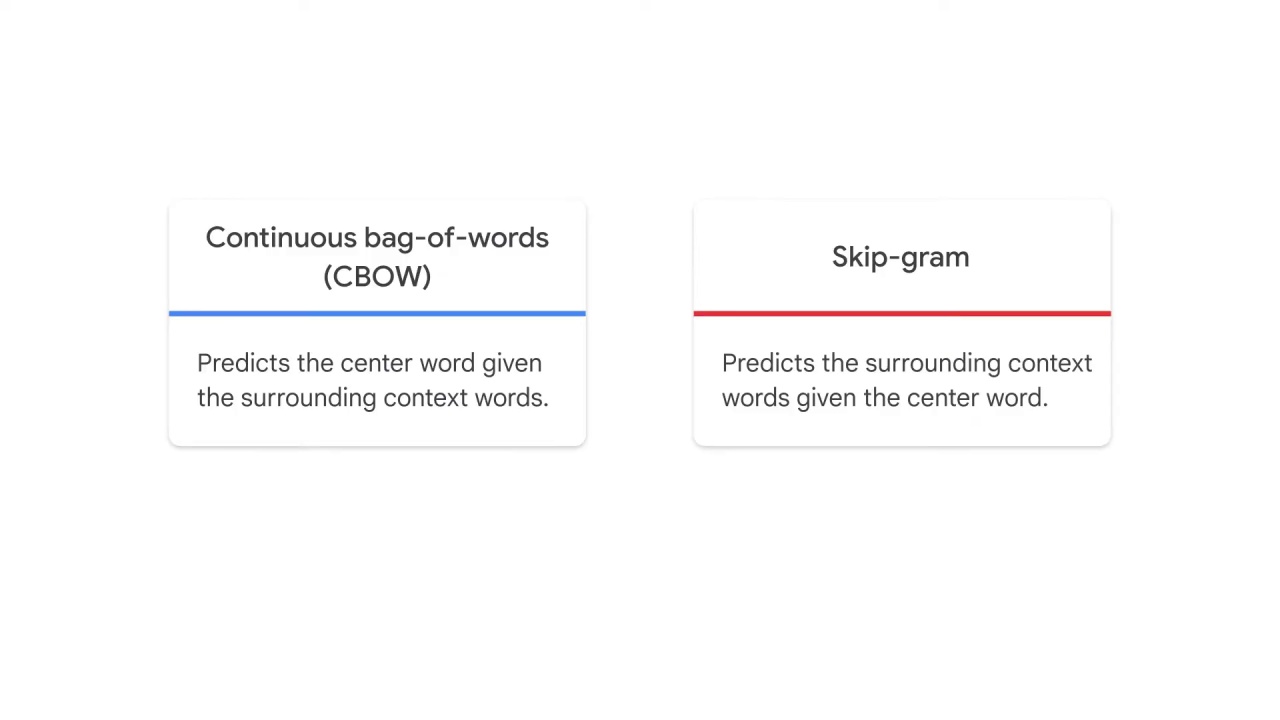 Continuous bag-of-words
(CBOW)
Predicts the center word given
the surrounding context words.
Skip-gram
Predicts the surrounding context
words given the center word.